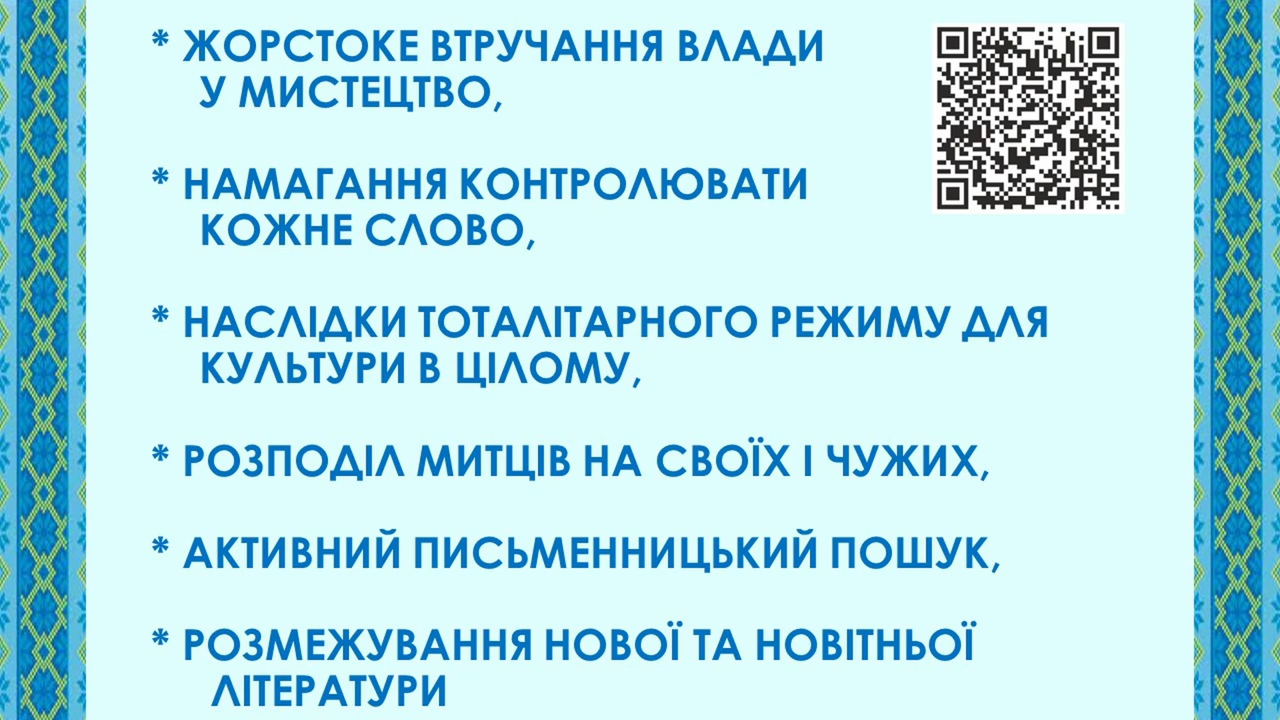 * ЖОРСТОКЕ ВТРУЧАННЯ ВЛАДИ
У МИСТЕЦТВО,
* НАМАГАННЯ КОНТРОЛЮВАТИ
КОЖНЕ СЛОВО,
* НАСЛІДКИ ТОТАЛІТАРНОГО РЕЖИМУ ДЛЯ
КУЛЬТУРИ В ЦІЛОМУ,
* РОЗПОДІЛ МИТЦІВ НА СВОЇХ І ЧУЖИХ,
* АКТИВНИЙ ПИСЬМЕННИЦЬКИЙ ПОШУК,
* РОЗМЕЖУВАННЯ НОВОЇ ТА НОВІТНЬОЇ
ЛІТЕРАТУРИ